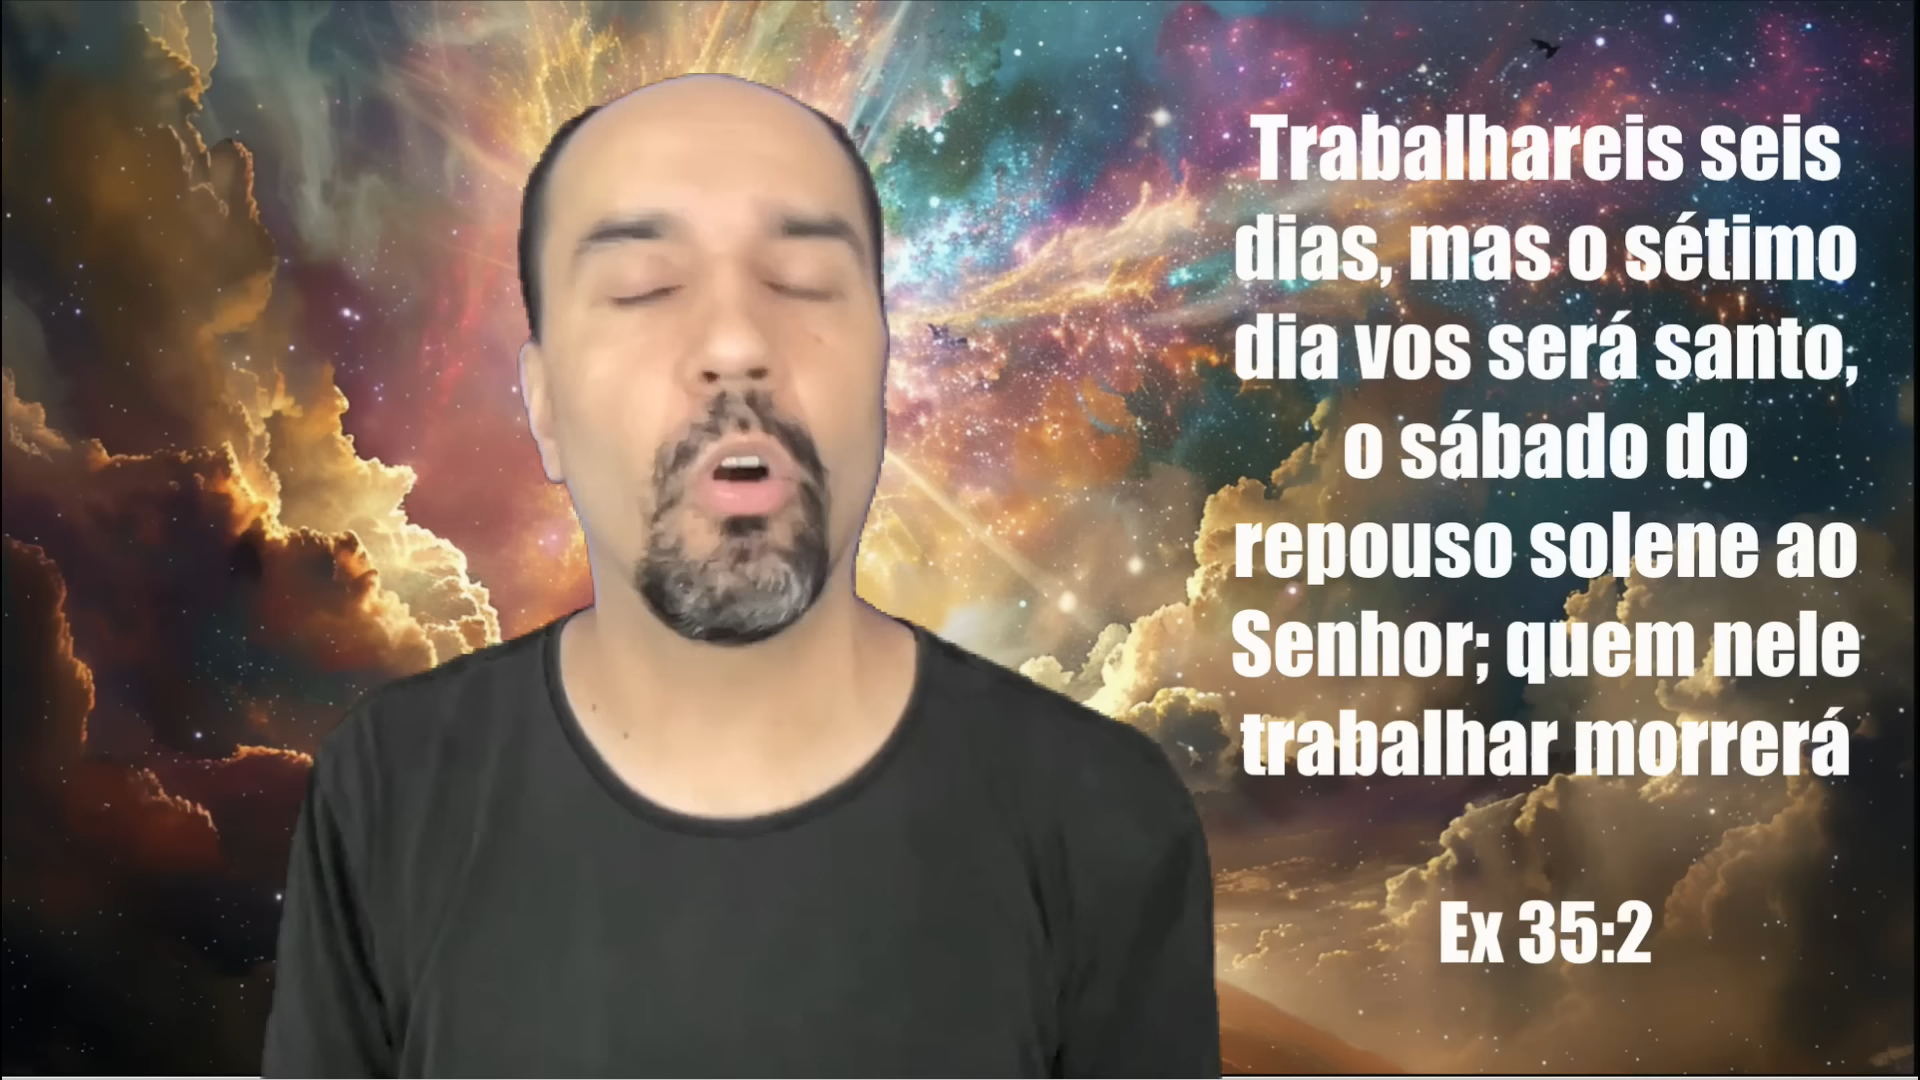 Trabalhareis seis
dias, mas o sétimo
dia vos será santo,
o sábado do
repouso solene ao
Senhor; quem nele
trabalhar morrerá
Ex 35:2